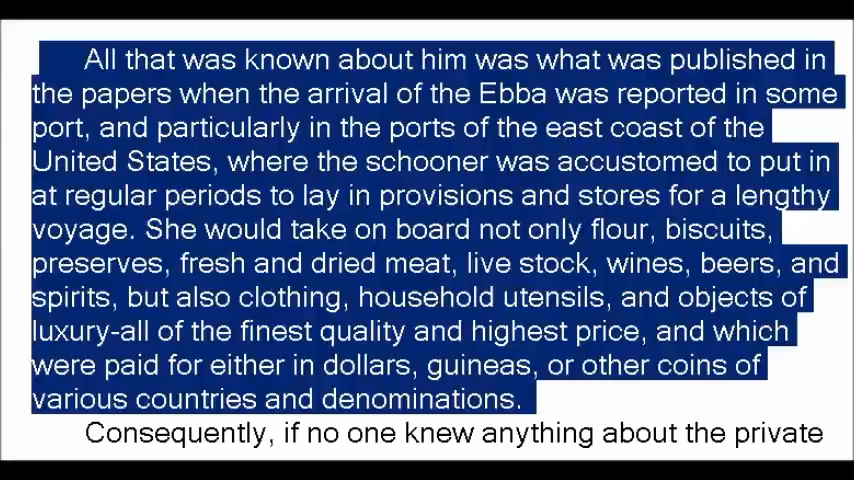 All that was known about him was what was published in
the papers when the arrival of the Ebba was reported in some
port, and particularly in the ports of the east coast of the
United States, where the schooner was accustomed to put in
at regular periods to lay in provisions and stores for a lengthy
voyage. She would take on board not only flour, biscuits,
preserves, fresh and dried meat, live stock, wines, beers, and
spirits, but also clothing, household utensils, and objects of
luxury-all of the finest quality and highest price, and which
were paid for either in dollars, guineas, or other coins of
various countries and denominations.
Consequently, if no one knew anything about the private